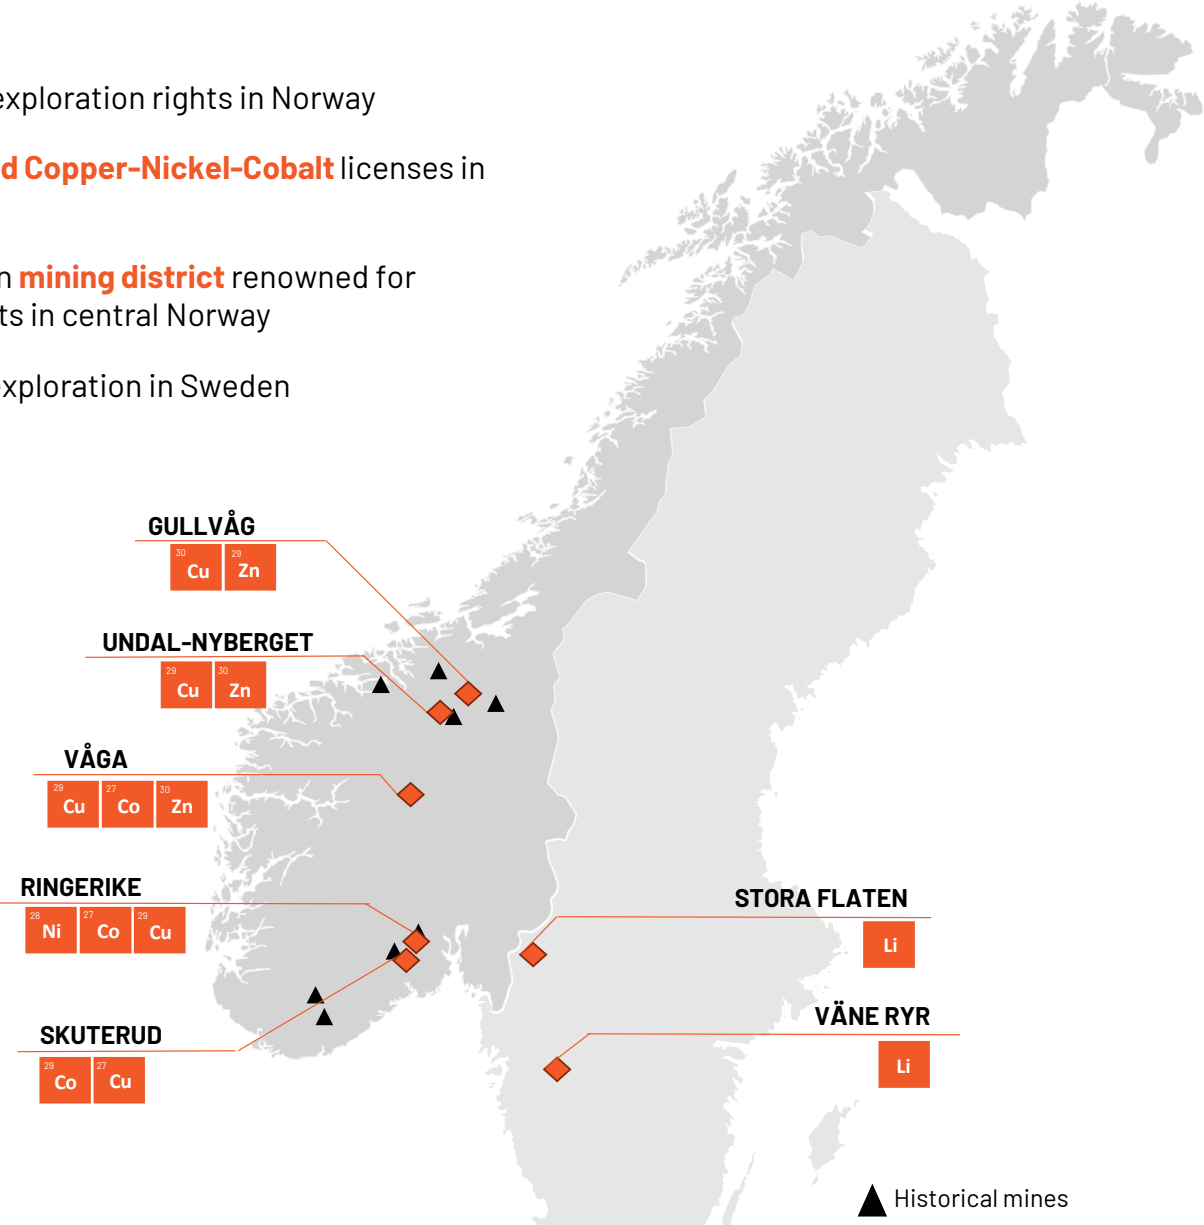 exploration rights in Norway
d Copper-Nickel-Cobalt licenses in
n mining district renowned for
ts in central Norway
exploration in Sweden
GULLVÅG
30 Cu 29 Zn
UNDAL-NYBERGET
29 Cu 30 Zn
VÅGA
29 Cu 27 Co 30 Zn
RINGERIKE
28 Ni 27 Co 29 Cu
SKUTERUD
29 Co 27 Cu
STORA FLATEN
Li
VÄNE RYR
Li
Historical mines